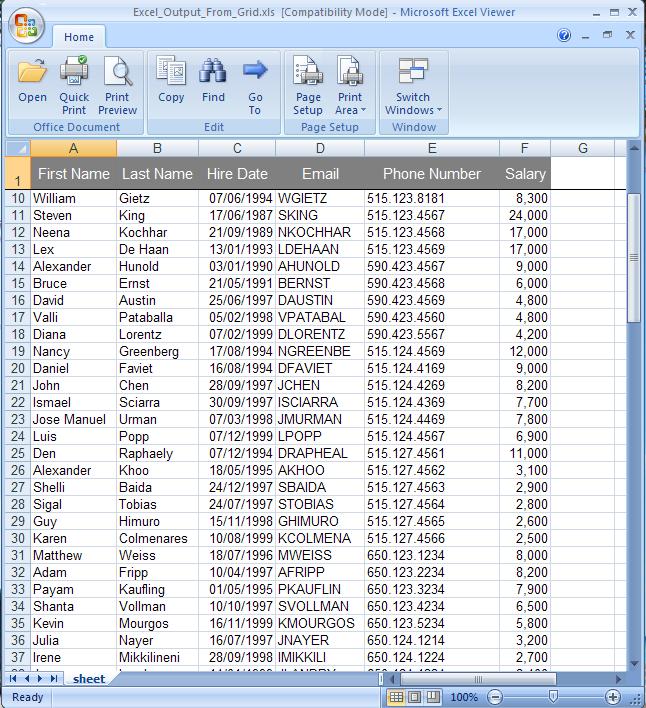 Excel_Output_From_Grid.xls [Compatibility Mode] - Microsoft Excel Viewer
Home
Open Quick Print Print Preview Copy Find Go To Page Setup Print Area Switch Windows
Office Document Edit Page Setup Window
A B C D E F G
1 First Name Last Name Hire Date Email Phone Number Salary
10 William Gietz 07/06/1994 WGIETZ 515.123.8181 8,300
11 Steven King 17/06/1987 SKING 515.123.4567 24,000
12 Neena Kochhar 21/09/1989 NKOCHHAR 515.123.4568 17,000
13 Lex De Haan 13/01/1993 LDEHAAN 515.123.4569 17,000
14 Alexander Hunold 03/01/1990 AHUNOLD 590.423.4567 9,000
15 Bruce Ernst 21/05/1991 BERNST 590.423.4568 6,000
16 David Austin 25/06/1997 DAUSTIN 590.423.4569 4,800
17 Valli Pataballa 05/02/1998 VPATABAL 590.423.4560 4,800
18 Diana Lorentz 07/02/1999 DLORENTZ 590.423.5567 4,200
19 Nancy Greenberg 17/08/1994 NGREENBE 515.124.4569 12,000
20 Daniel Faviet 16/08/1994 DFAVIET 515.124.4169 9,000
21 John Chen 28/09/1997 JCHEN 515.124.4269 8,200
22 Ismael Sciarra 30/09/1997 ISCIARRA 515.124.4369 7,700
23 Jose Manuel Urman 07/03/1998 JMURMAN 515.124.4469 7,800
24 Luis Popp 07/12/1999 LPOPP 515.124.4567 6,900
25 Den Raphaely 07/12/1994 DRAPHEAL 515.127.4561 11,000
26 Alexander Khoo 18/05/1995 AKHOO 515.127.4562 3,100
27 Shelli Baida 24/12/1997 SBAIDA 515.127.4563 2,900
28 Sigal Tobias 24/07/1997 STOBIAS 515.127.4564 2,800
29 Guy Himuro 15/11/1998 GHIMURO 515.127.4565 2,600
30 Karen Colmenares 10/08/1999 KCOLMENA 515.127.4566 2,500
31 Matthew Weiss 18/07/1996 MWEISS 650.123.1234 8,000
32 Adam Fripp 10/04/1997 AFRIPP 650.123.2234 8,200
33 Payam Kaufling 01/05/1995 PKAUFLIN 650.123.3234 7,900
34 Shanta Vollman 10/10/1997 SVOLLMAN 650.123.4234 6,500
35 Kevin Mourgos 16/11/1999 KMOURGOS 650.123.5234 5,800
36 Julia Nayer 16/07/1997 JNAYER 650.124.1214 3,200
37 Irene Mikkilineni 28/09/1998 IMIKKILI 650.124.1224 2,700
sheet
Ready 100%